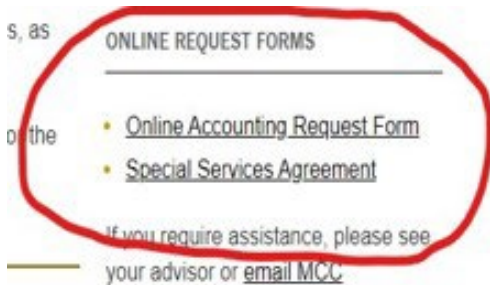 s, as
ONLINE REQUEST FORMS
or the
Online Accounting Request Form
Special Services Agreement
If you require assistance, please see
your advisor or email MCC